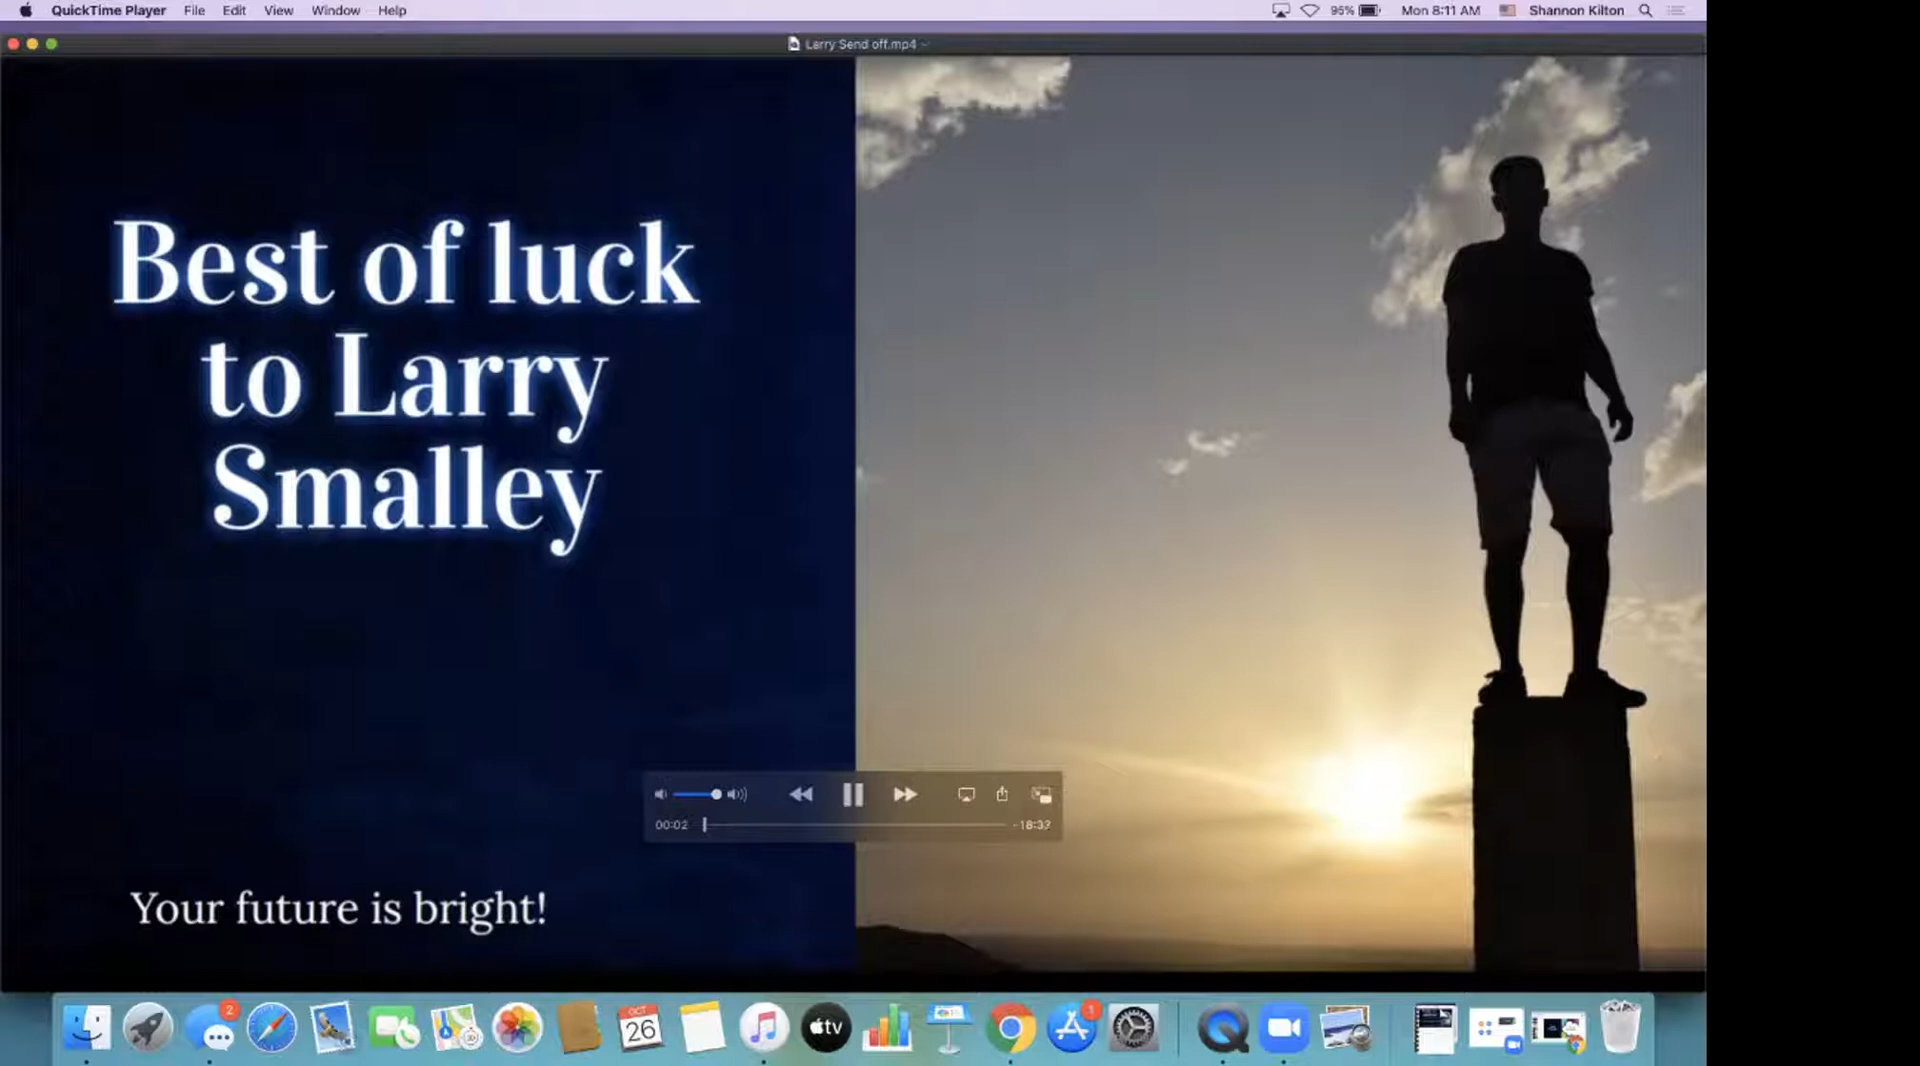 QuickTime Player File Edit View Window Help 95% Mon 8:11 AM Shannon Kilton
Larry Send off.mp4
Best of luck
to Larry
Smalley
00:02 -18:37
Your future is bright!
2 OCT 26 tv 1